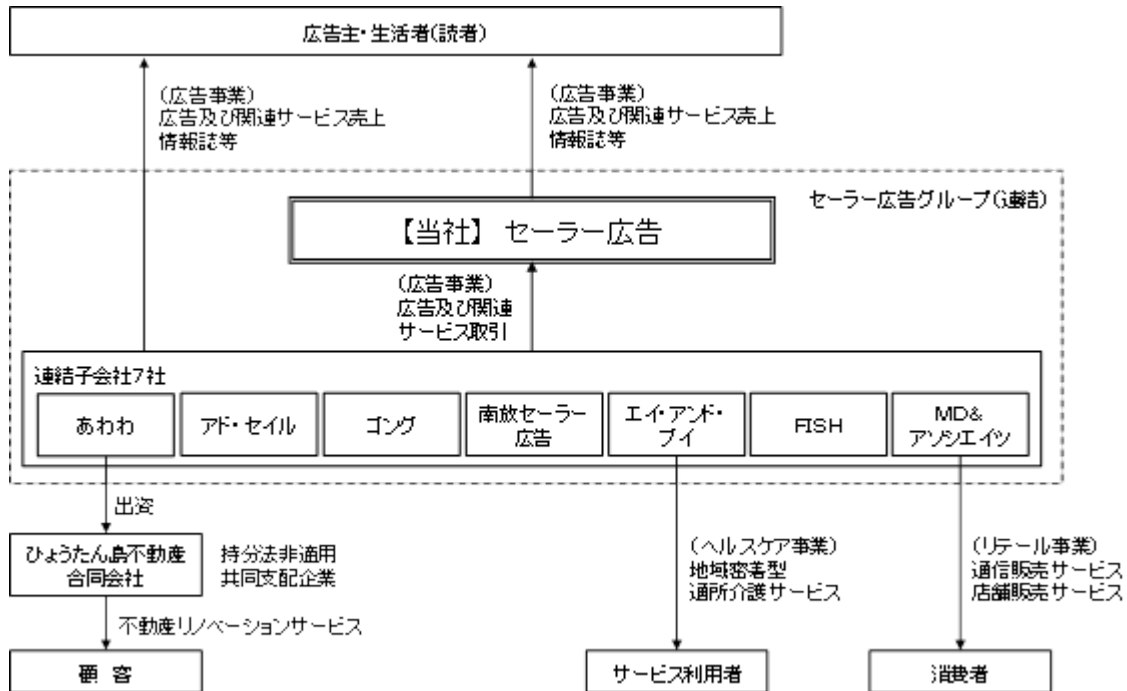 広告主・生活者(読者)
(広告事業)
広告及び関連サービス売上
情報誌等
(広告事業)
広告及び関連サービス売上
情報誌等
セーラー広告グループ(連結)
【当社】 セーラー広告
(広告事業)
広告及び関連
サービス取引
連結子会社7社
あわわ
アド・セイル
ゴング
南放セーラー
広告
エイ・アンド・
ブイ
FISH
MD&
アソシエイツ
出資
ひょうたん島不動産
合同会社
持分法非適用
共同支配企業
(ヘルスケア事業)
地域密着型
通所介護サービス
(リテール事業)
通信販売サービス
店舗販売サービス
不動産リノベーションサービス
顧 客
サービス利用者
消費者